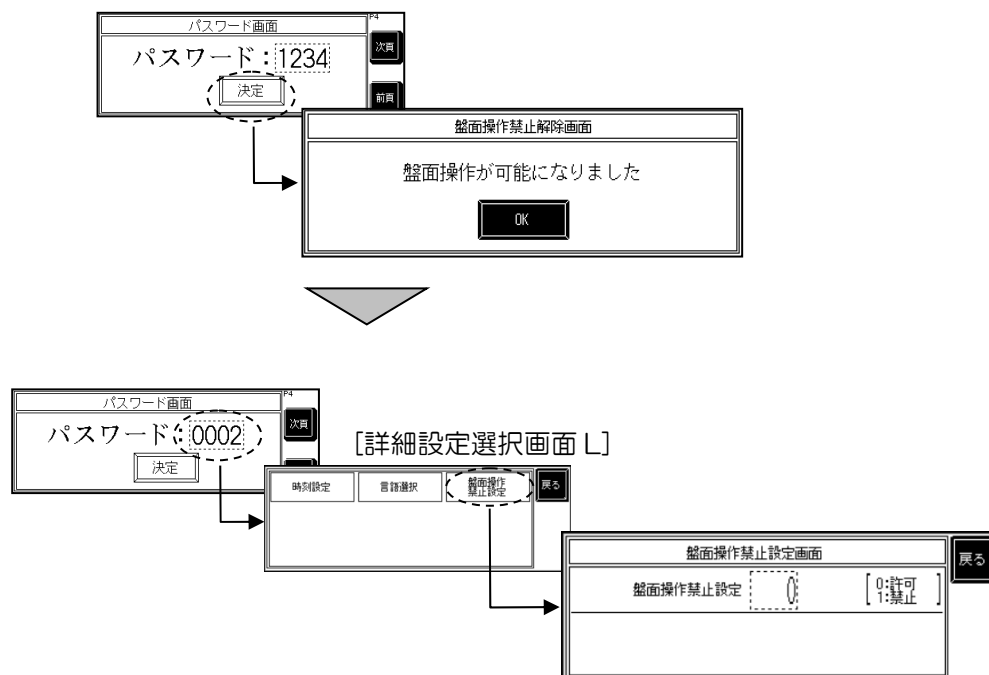 パスワード画面
P4
パスワード：1234
次頁
決定
前頁
盤面操作禁止解除画面
盤面操作が可能になりました
OK
パスワード画面
P4
パスワード：0002
次頁
決定
[詳細設定選択画面L]
時刻設定
言語選択
盤面操作
禁止設定
戻る
盤面操作禁止設定画面
戻る
盤面操作禁止設定 0 [0:許可
1:禁止]